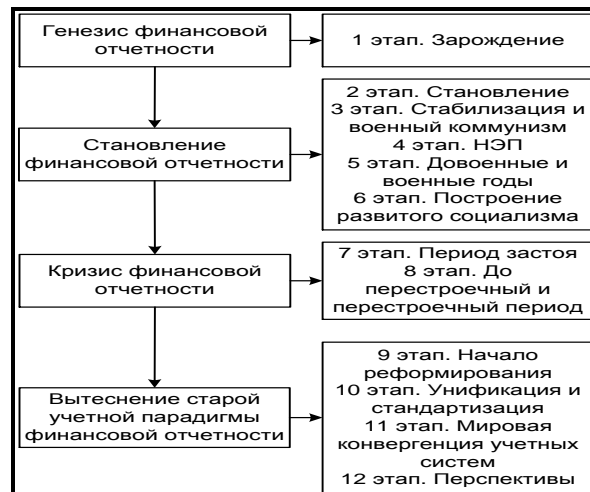 Генезис финансовой
отчетности
1 этап. Зарождение
Становление
финансовой отчетности
2 этап. Становление
3 этап. Стабилизация и
военный коммунизм
4 этап. НЭП
5 этап. Довоенные и
военные годы
6 этап. Построение
развитого социализма
Кризис финансовой
отчетности
7 этап. Период застоя
8 этап. До
перестроечный и
перестроечный период
Вытеснение старой
учетной парадигмы
финансовой отчетности
9 этап. Начало
реформирования
10 этап. Унификация и
стандартизация
11 этап. Мировая
конвергенция учетных
систем
12 этап. Перспективы